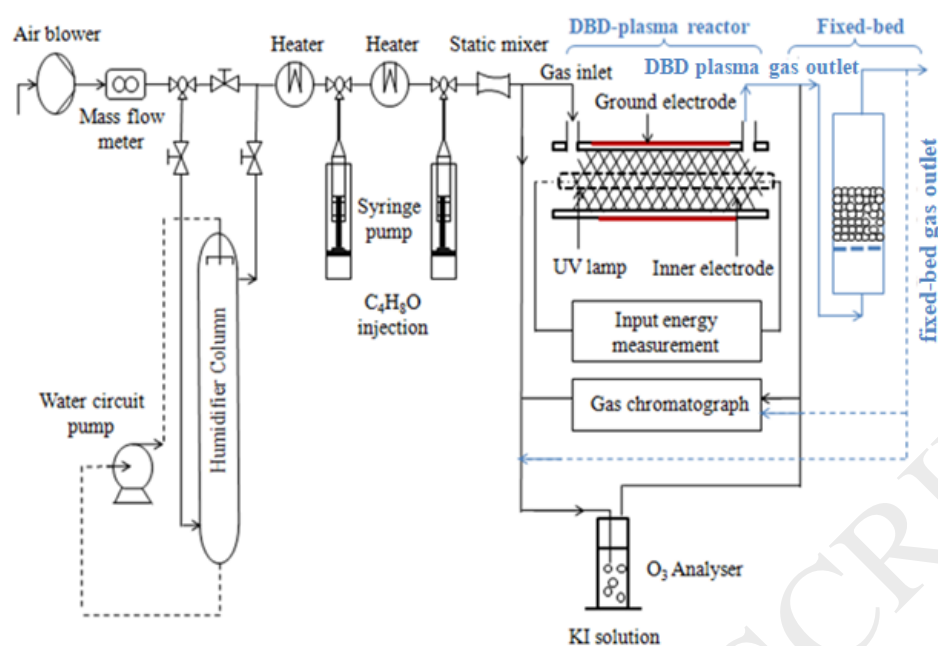 Air blower
Mass flow
meter
Heater
Heater
Static mixer
DBD-plasma reactor
Fixed-bed
DBD plasma gas outlet
Gas inlet
Ground electrode
Syringe
pump
C₄H₈O
injection
UV lamp
Inner electrode
Input energy
measurement
Gas chromatograph
fixed-bed gas outlet
Humidifier Column
Water circuit
pump
O₃ Analyser
KI solution
SCRI